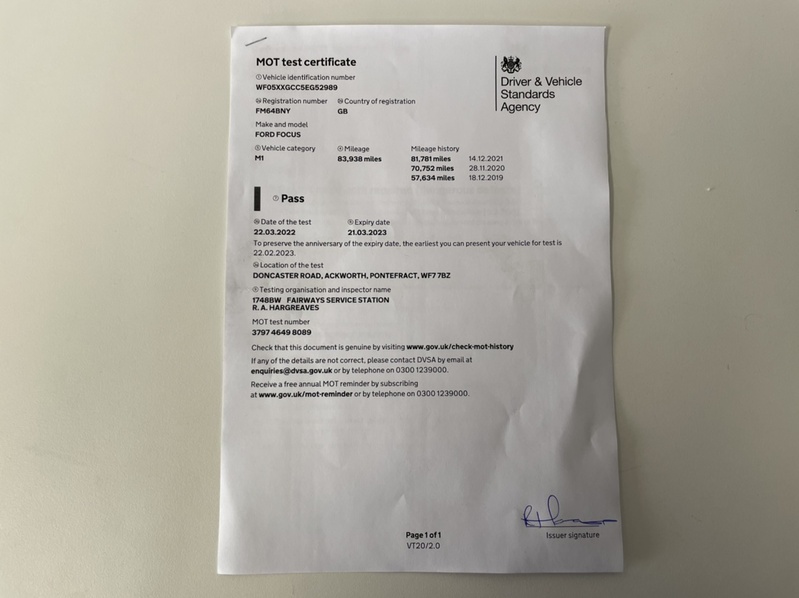 MOT test certificate
Driver & Vehicle
Standards
Agency
①Vehicle identification number
WF05XXGCC5EG52989
Registration number Country of registration
FM64BNY GB
Make and model
FORD FOCUS
Vehicle category Mileage Mileage history
M1 83,938 miles 81,781 miles 14.12.2021
70,752 miles 28.11.2020
57,634 miles 18.12.2019
Pass
Date of the test Expiry date
22.03.2022 21.03.2023
To preserve the anniversary of the expiry date, the earliest you can present your vehicle for test is
22.02.2023.
Location of the test
DONCASTER ROAD, ACKWORTH, PONTEFRACT, WF7 7BZ
Testing organisation and inspector name
1748BW FAIRWAYS SERVICE STATION
R. A. HARGREAVES
MOT test number
3797 4649 8089
Check that this document is genuine by visiting www.gov.uk/check-mot-history
If any of the details are not correct, please contact DVSA by email at
enquiries@dvsa.gov.uk or by telephone on 0300 1239000.
Receive a free annual MOT reminder by subscribing
at www.gov.uk/mot-reminder or by telephone on 0300 1239000.
Issuer signature
Page 1 of 1
VT20/2.0